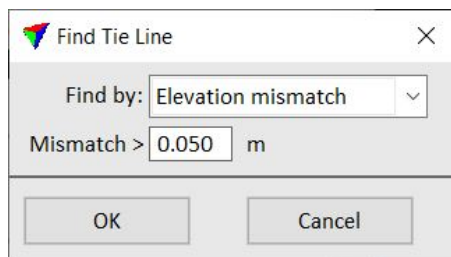 Find Tie Line
Find by: Elevation mismatch
Mismatch > 0.050 m
OK Cancel